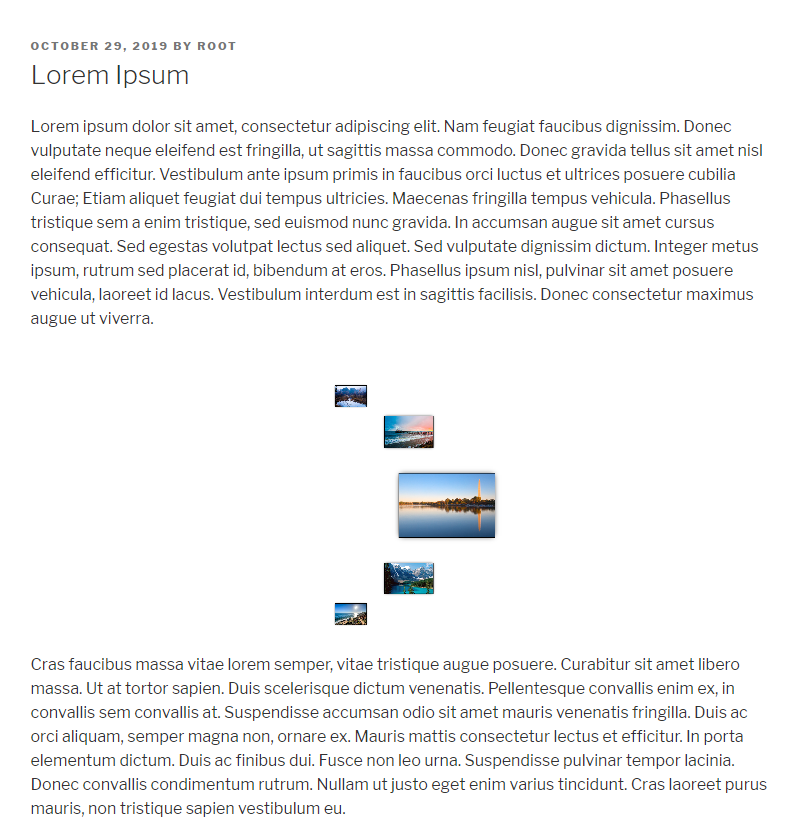 OCTOBER 29, 2019 BY ROOT
Lorem Ipsum
Lorem ipsum dolor sit amet, consectetur adipiscing elit. Nam feugiat faucibus dignissim. Donec
vulputate neque eleifend est fringilla, ut sagittis massa commodo. Donec gravida tellus sit amet nisl
eleifend efficitur. Vestibulum ante ipsum primis in faucibus orci luctus et ultrices posuere cubilia
Curae; Etiam aliquet feugiat dui tempus ultricies. Maecenas fringilla tempus vehicula. Phasellus
tristique sem a enim tristique, sed euismod nunc gravida. In accumsan augue sit amet cursus
consequat. Sed egestas volutpat lectus sed aliquet. Sed vulputate dignissim dictum. Integer metus
ipsum, rutrum sed placerat id, bibendum at eros. Phasellus ipsum nisl, pulvinar sit amet posuere
vehicula, laoreet id lacus. Vestibulum interdum est in sagittis facilisis. Donec consectetur maximus
augue ut viverra.
Cras faucibus massa vitae lorem semper, vitae tristique augue posuere. Curabitur sit amet libero
massa. Ut at tortor sapien. Duis scelerisque dictum venenatis. Pellentesque convallis enim ex, in
convallis sem convallis at. Suspendisse accumsan odio sit amet mauris venenatis fringilla. Duis ac
orci aliquam, semper magna non, ornare ex. Mauris mattis consectetur lectus et efficitur. In porta
elementum dictum. Duis ac finibus dui. Fusce non leo urna. Suspendisse pulvinar tempor lacinia.
Donec convallis condimentum rutrum. Nullam ut justo eget enim varius tincidunt. Cras laoreet purus
mauris, non tristique sapien vestibulum eu.